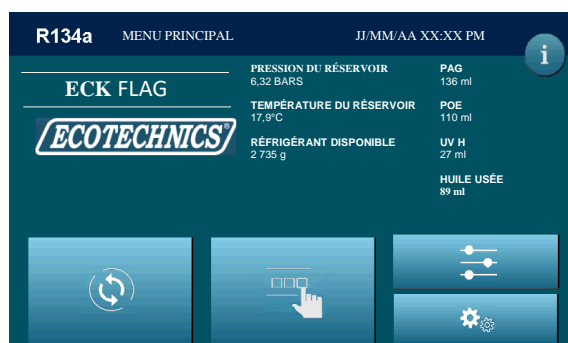 R134a MENU PRINCIPAL JJ/MM/AA XX:XX PM
i
ECK FLAG
ECOTECHNICS®
PRESSION DU RÉSERVOIR
6,32 BARS
TEMPÉRATURE DU RÉSERVOIR
17,9°C
RÉFRIGÉRANT DISPONIBLE
2 735 g
PAG
136 ml
POE
110 ml
UV H
27 ml
HUILE USÉE
89 ml